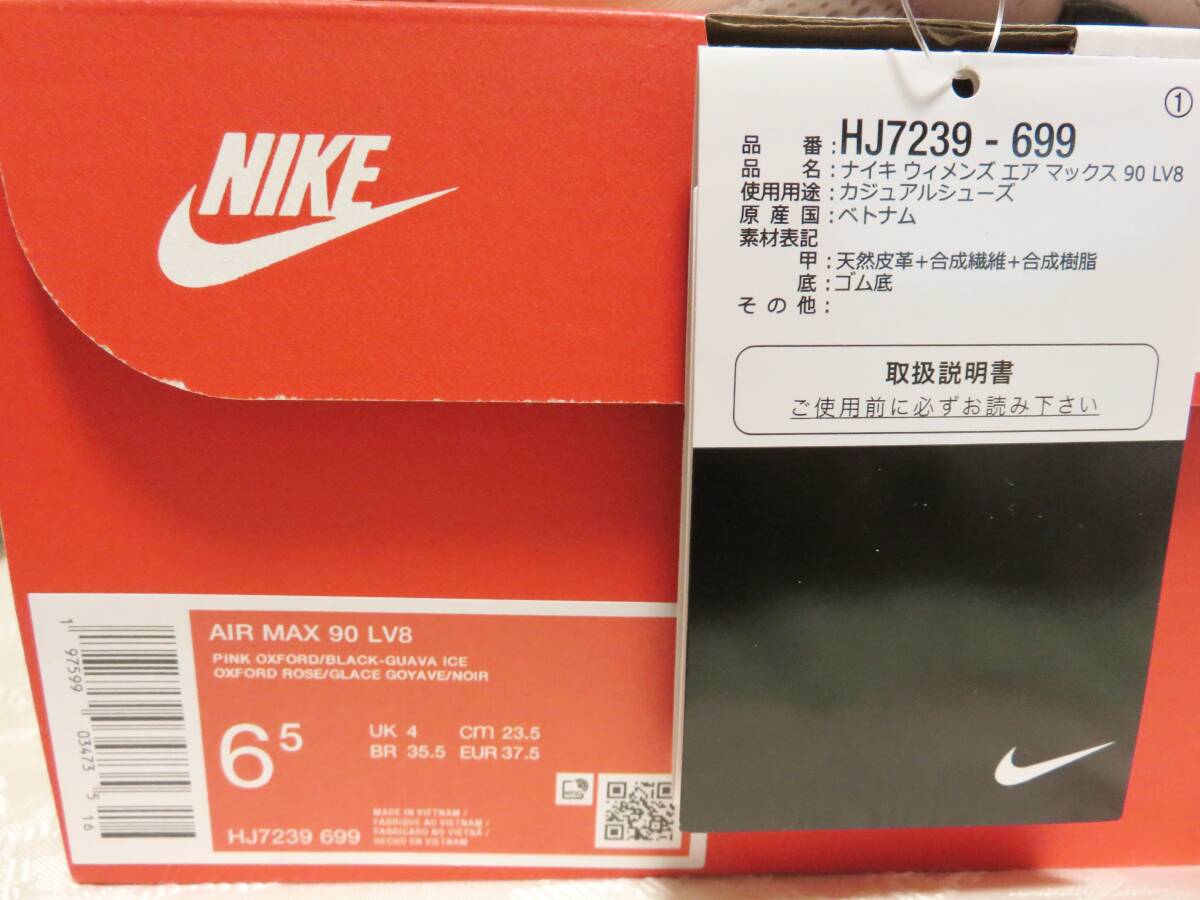 NIKE
①
品 番 : HJ7239 - 699
品 名 : ナイキ ウィメンズ エア マックス 90 LV8
使用用途 : カジュアルシューズ
原産国 : ベトナム
素材表記
甲 : 天然皮革+合成繊維+合成樹脂
底 : ゴム底
その他 :
取扱説明書
ご使用前に必ずお読み下さい
AIR MAX 90 LV8
PINK OXFORD/BLACK-GUAVA ICE
OXFORD ROSE/GLACE GOYAVE/NOIR
6 5
UK 4 cm 23.5
BR 35.5 EUR 37.5
MADE IN VIETNAM /
FABRIQUE AU VIETNAM /
FABRICADO NO VIETNÃ /
HECHO EN VIETNAM
HJ7239 699
1 97599 03473 5 16